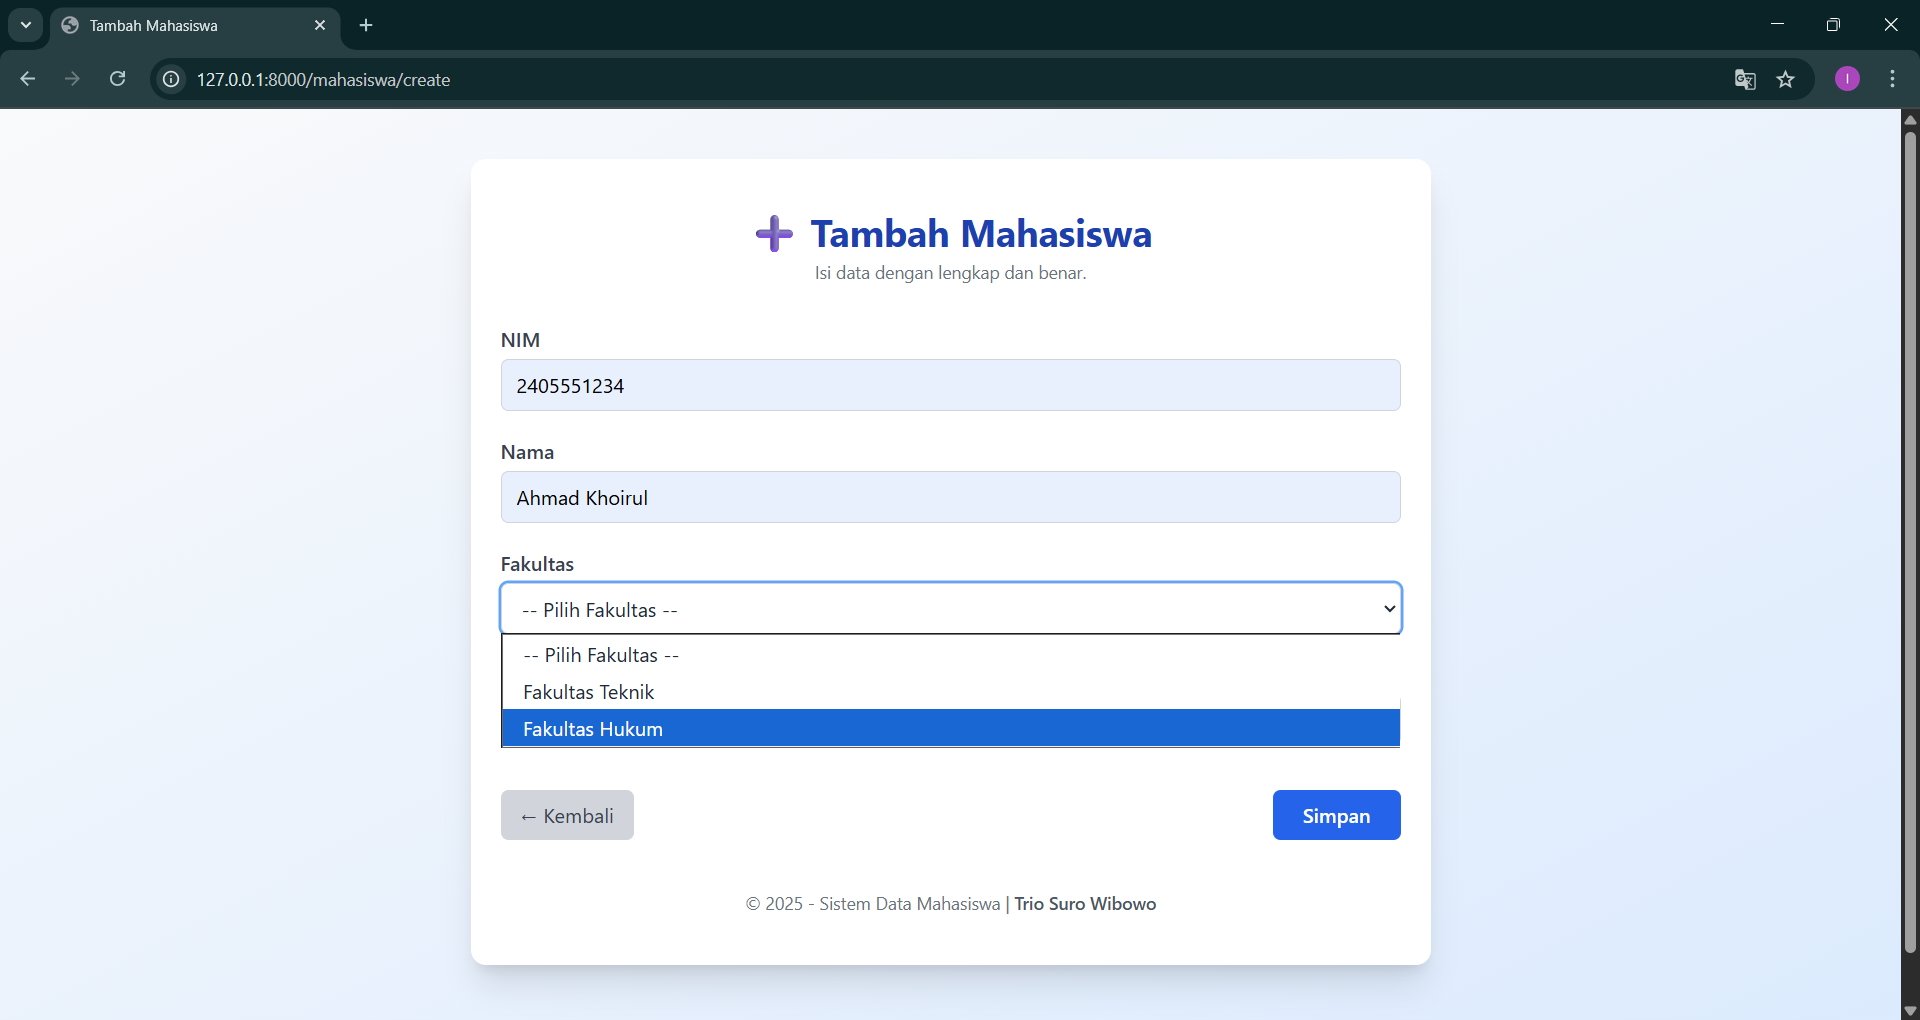 Tambah Mahasiswa
127.0.0.1:8000/mahasiswa/create
I
Tambah Mahasiswa
Isi data dengan lengkap dan benar.
NIM
2405551234
Nama
Ahmad Khoirul
Fakultas
-- Pilih Fakultas --
-- Pilih Fakultas --
Fakultas Teknik
Fakultas Hukum
← Kembali
Simpan
© 2025 - Sistem Data Mahasiswa | Trio Suro Wibowo